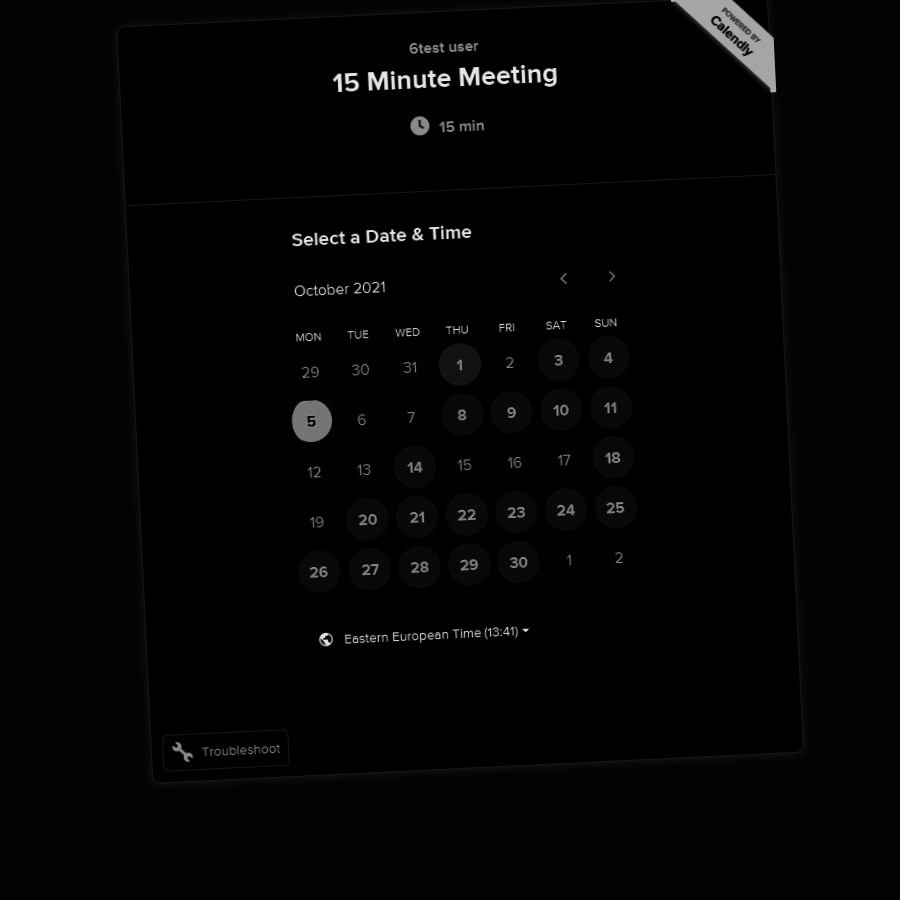 POWERED BY
Calendly
6test user
15 Minute Meeting
15 min
Select a Date & Time
October 2021
MON TUE WED THU FRI SAT SUN
29 30 31 1 2 3 4
5 6 7 8 9 10 11
12 13 14 15 16 17 18
19 20 21 22 23 24 25
26 27 28 29 30 1 2
Eastern European Time (13:41)
Troubleshoot